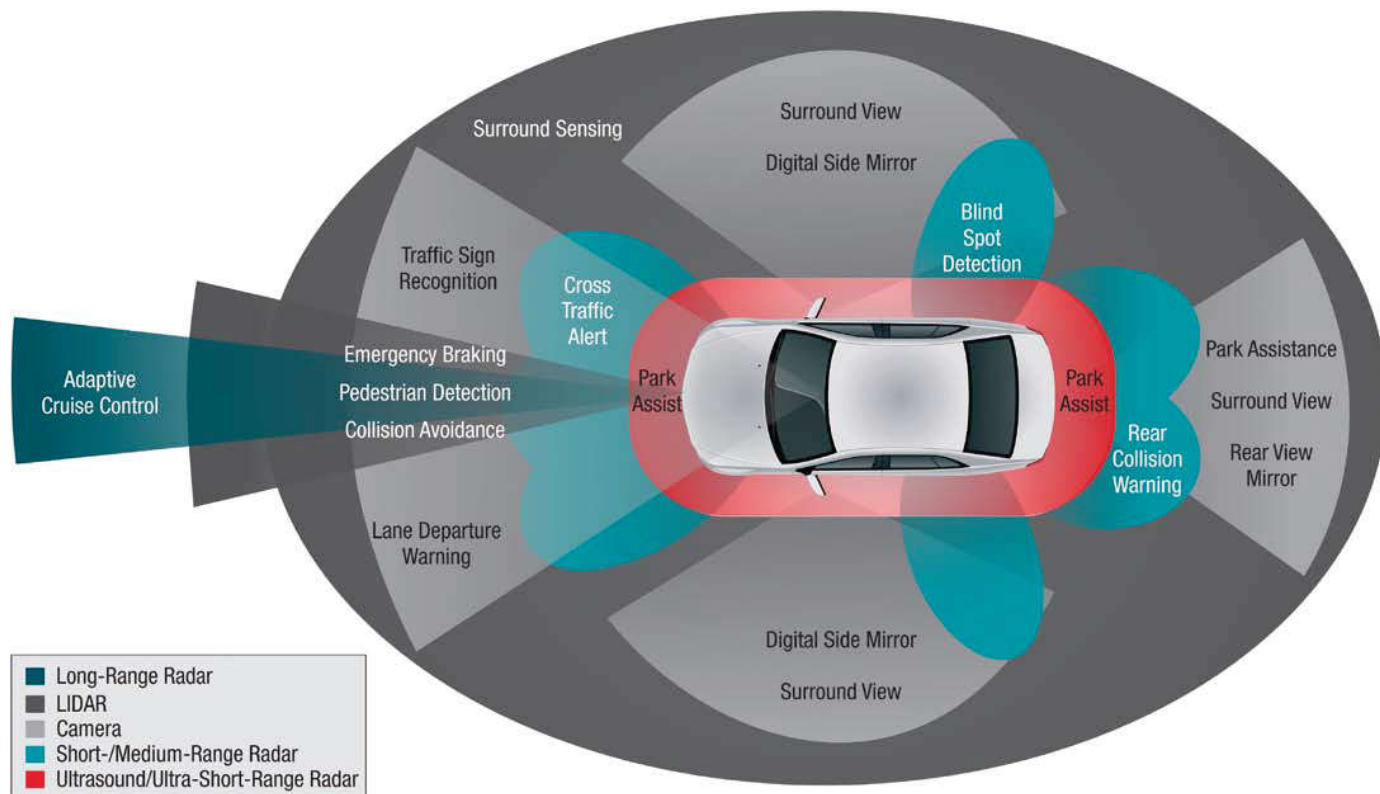 Surround Sensing
Surround View
Digital Side Mirror
Blind
Spot
Detection
Traffic Sign
Recognition
Cross
Traffic
Alert
Emergency Braking
Pedestrian Detection
Collision Avoidance
Adaptive
Cruise Control
Park
Assist
Park
Assist
Rear
Collision
Warning
Park Assistance
Surround View
Rear View
Mirror
Lane Departure
Warning
Digital Side Mirror
Surround View
Long-Range Radar
LIDAR
Camera
Short-/Medium-Range Radar
Ultrasound/Ultra-Short-Range Radar